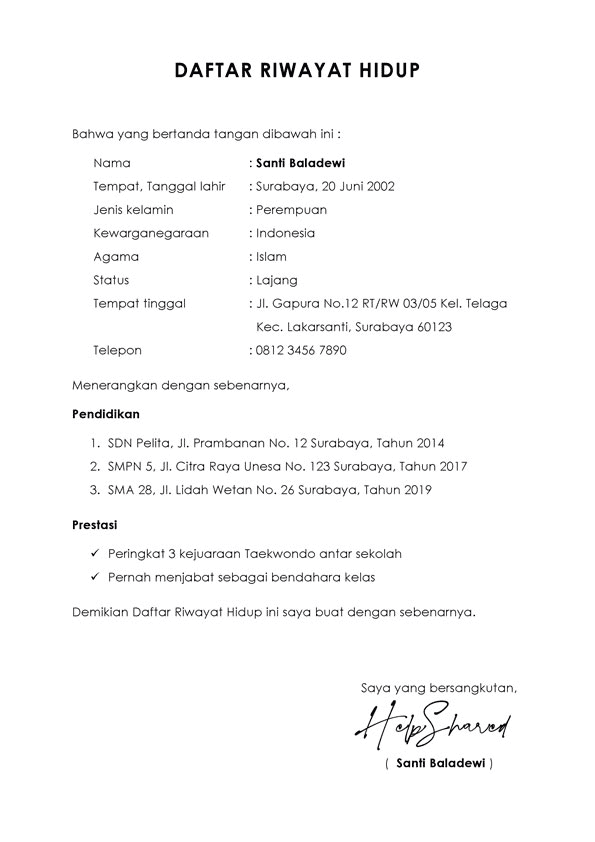 DAFTAR RIWAYAT HIDUP
Bahwa yang bertanda tangan dibawah ini :
Nama : Santi Baladewi
Tempat, Tanggal lahir : Surabaya, 20 Juni 2002
Jenis kelamin : Perempuan
Kewarganegaraan : Indonesia
Agama : Islam
Status : Lajang
Tempat tinggal : Jl. Gapura No.12 RT/RW 03/05 Kel. Telaga
Kec. Lakarsanti, Surabaya 60123
Telepon : 0812 3456 7890
Menerangkan dengan sebenarnya,
Pendidikan
1. SDN Pelita, Jl. Prambanan No. 12 Surabaya, Tahun 2014
2. SMPN 5, Jl. Citra Raya Unesa No. 123 Surabaya, Tahun 2017
3. SMA 28, Jl. Lidah Wetan No. 26 Surabaya, Tahun 2019
Prestasi
✓ Peringkat 3 kejuaraan Taekwondo antar sekolah
✓ Pernah menjabat sebagai bendahara kelas
Demikian Daftar Riwayat Hidup ini saya buat dengan sebenarnya.
Saya yang bersangkutan,
HelpShared
( Santi Baladewi )